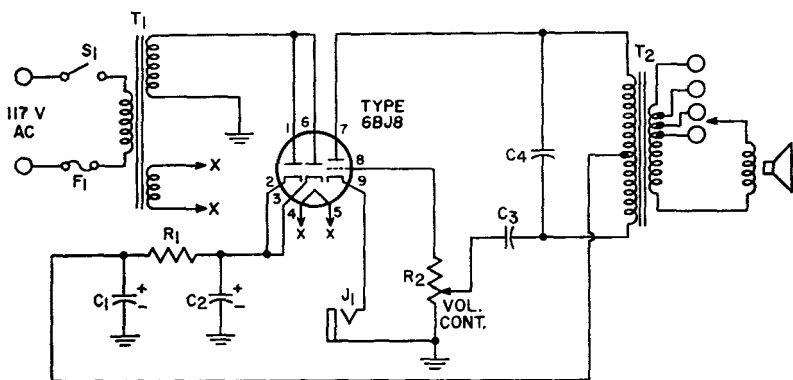 T1
S1
117 V
AC
F1
X
X
TYPE
6BJ8
1
6
7
8
9
2
3
4
5
X
X
R1
C1
+
-
C2
+
-
J1
R2
VOL.
CONT.
C3
C4
T2